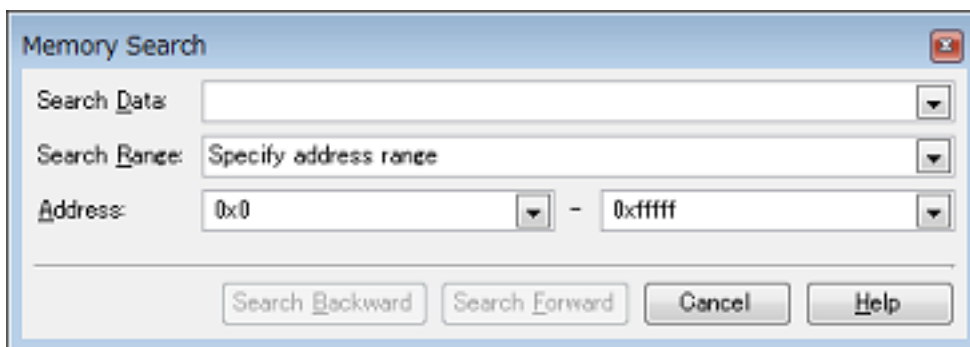 Memory Search
Search Data:
Search Range: Specify address range
Address: 0x0 - 0xfffff
Search Backward Search Forward Cancel Help